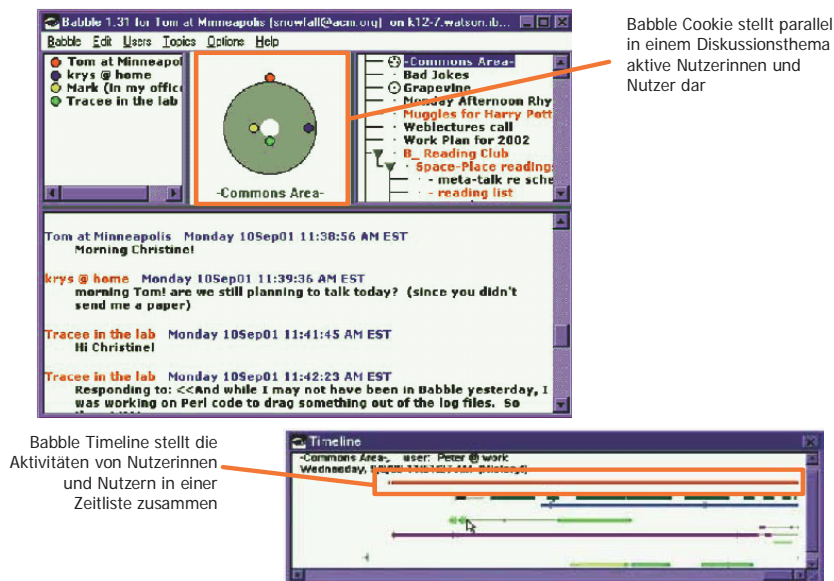 Babble 1.31 for Tom at Minneapolis (snowfall@acm.org) on k12-7.watson.ib...
Babble Edit Users Topics Options Help
Tom at Minneapol
krys @ home
Mark (In my offic
Tracee in the lab
-Commons Area-
-Commons Area-
Bad Jokes
Grapevine
Monday Afternoon Rhy
Muggles for Harry Pott
Weblectures call
Work Plan for 2002
B_ Reading Club
Space-Place readings
- meta-talk re sche
- reading list
Babble Cookie stellt parallel
in einem Diskussionsthema
aktive Nutzerinnen und
Nutzer dar
Tom at Minneapolis Monday 10Sep01 11:38:56 AM EST
Morning Christine!
krys @ home Monday 10Sep01 11:39:36 AM EST
morning Tom! are we still planning to talk today? (since you didn't
send me a paper)
Tracee in the lab Monday 10Sep01 11:41:45 AM EST
Hi Christine!
Tracee in the lab Monday 10Sep01 11:42:23 AM EST
Responding to: <<And while I may not have been in Babble yesterday, I
was working on Perl code to drag something out of the log files. So
Babble Timeline stellt die
Aktivitäten von Nutzerinnen
und Nutzern in einer
Zeitliste zusammen
Timeline
-Commons Area-, user: Peter @ work
Wednesday,